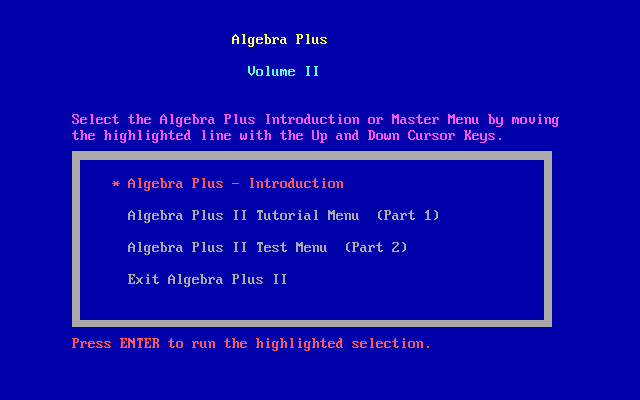 Algebra Plus
Volume II
Select the Algebra Plus Introduction or Master Menu by moving
the highlighted line with the Up and Down Cursor Keys.
* Algebra Plus - Introduction
Algebra Plus II Tutorial Menu  (Part 1)
Algebra Plus II Test Menu  (Part 2)
Exit Algebra Plus II
Press ENTER to run the highlighted selection.